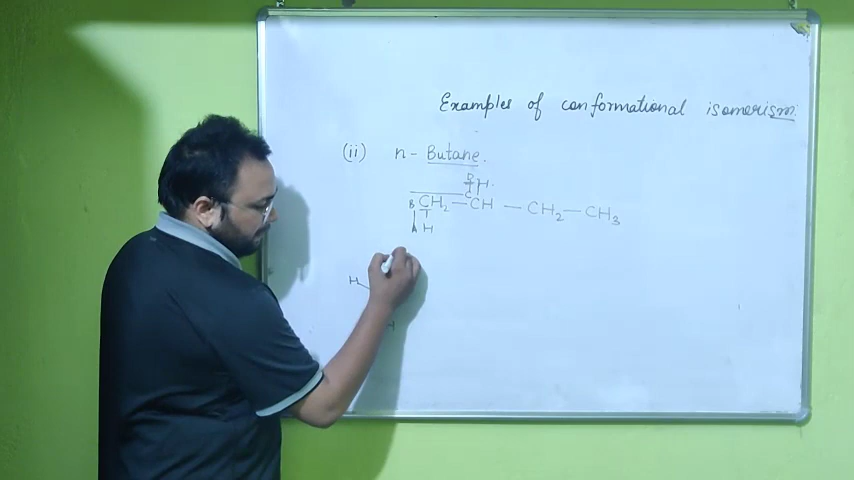 Examples of conformational isomerism.
(ii) n - Butane.
D
H.
C
B CH₂ — CH — CH₂ — CH₃
A H
H
H